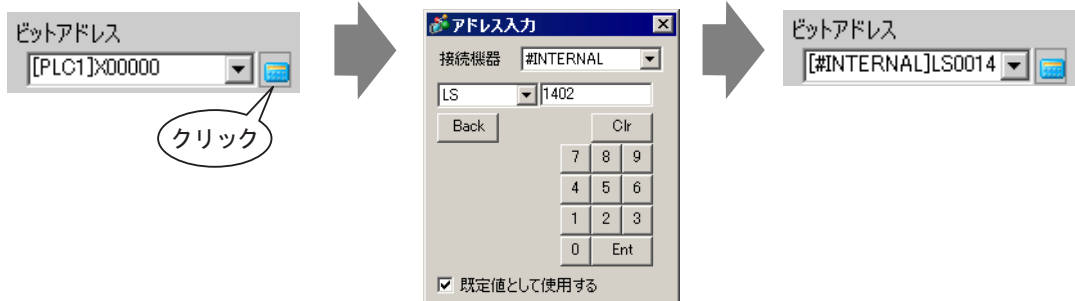 ビットアドレス
[PLC1]X00000
クリック
アドレス入力
接続機器 #INTERNAL
LS 1402
Back Clr
7 8 9
4 5 6
1 2 3
0 Ent
既定値として使用する
ビットアドレス
[#INTERNAL]LS0014